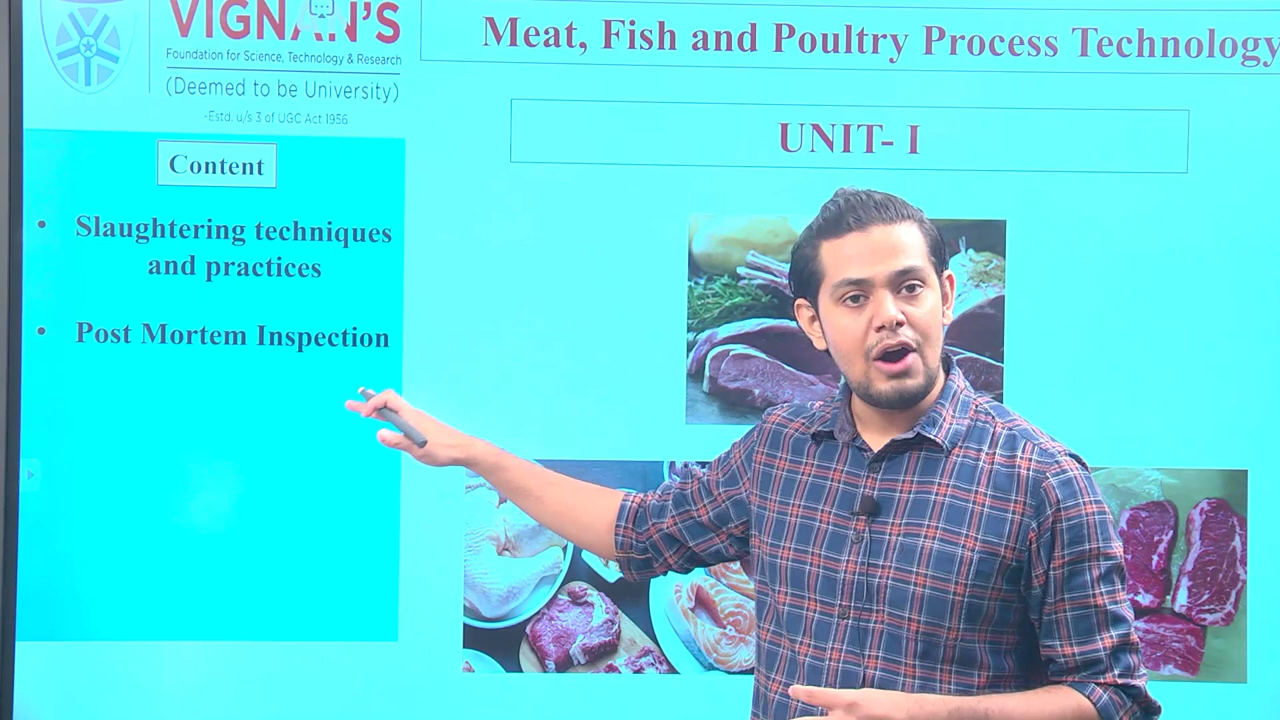 VIGNAN'S
Foundation for Science, Technology & Research
(Deemed to be University)
-Estd. u/s 3 of UGC Act 1956
Meat, Fish and Poultry Process Technology
UNIT- I
Content
• Slaughtering techniques
and practices
• Post Mortem Inspection